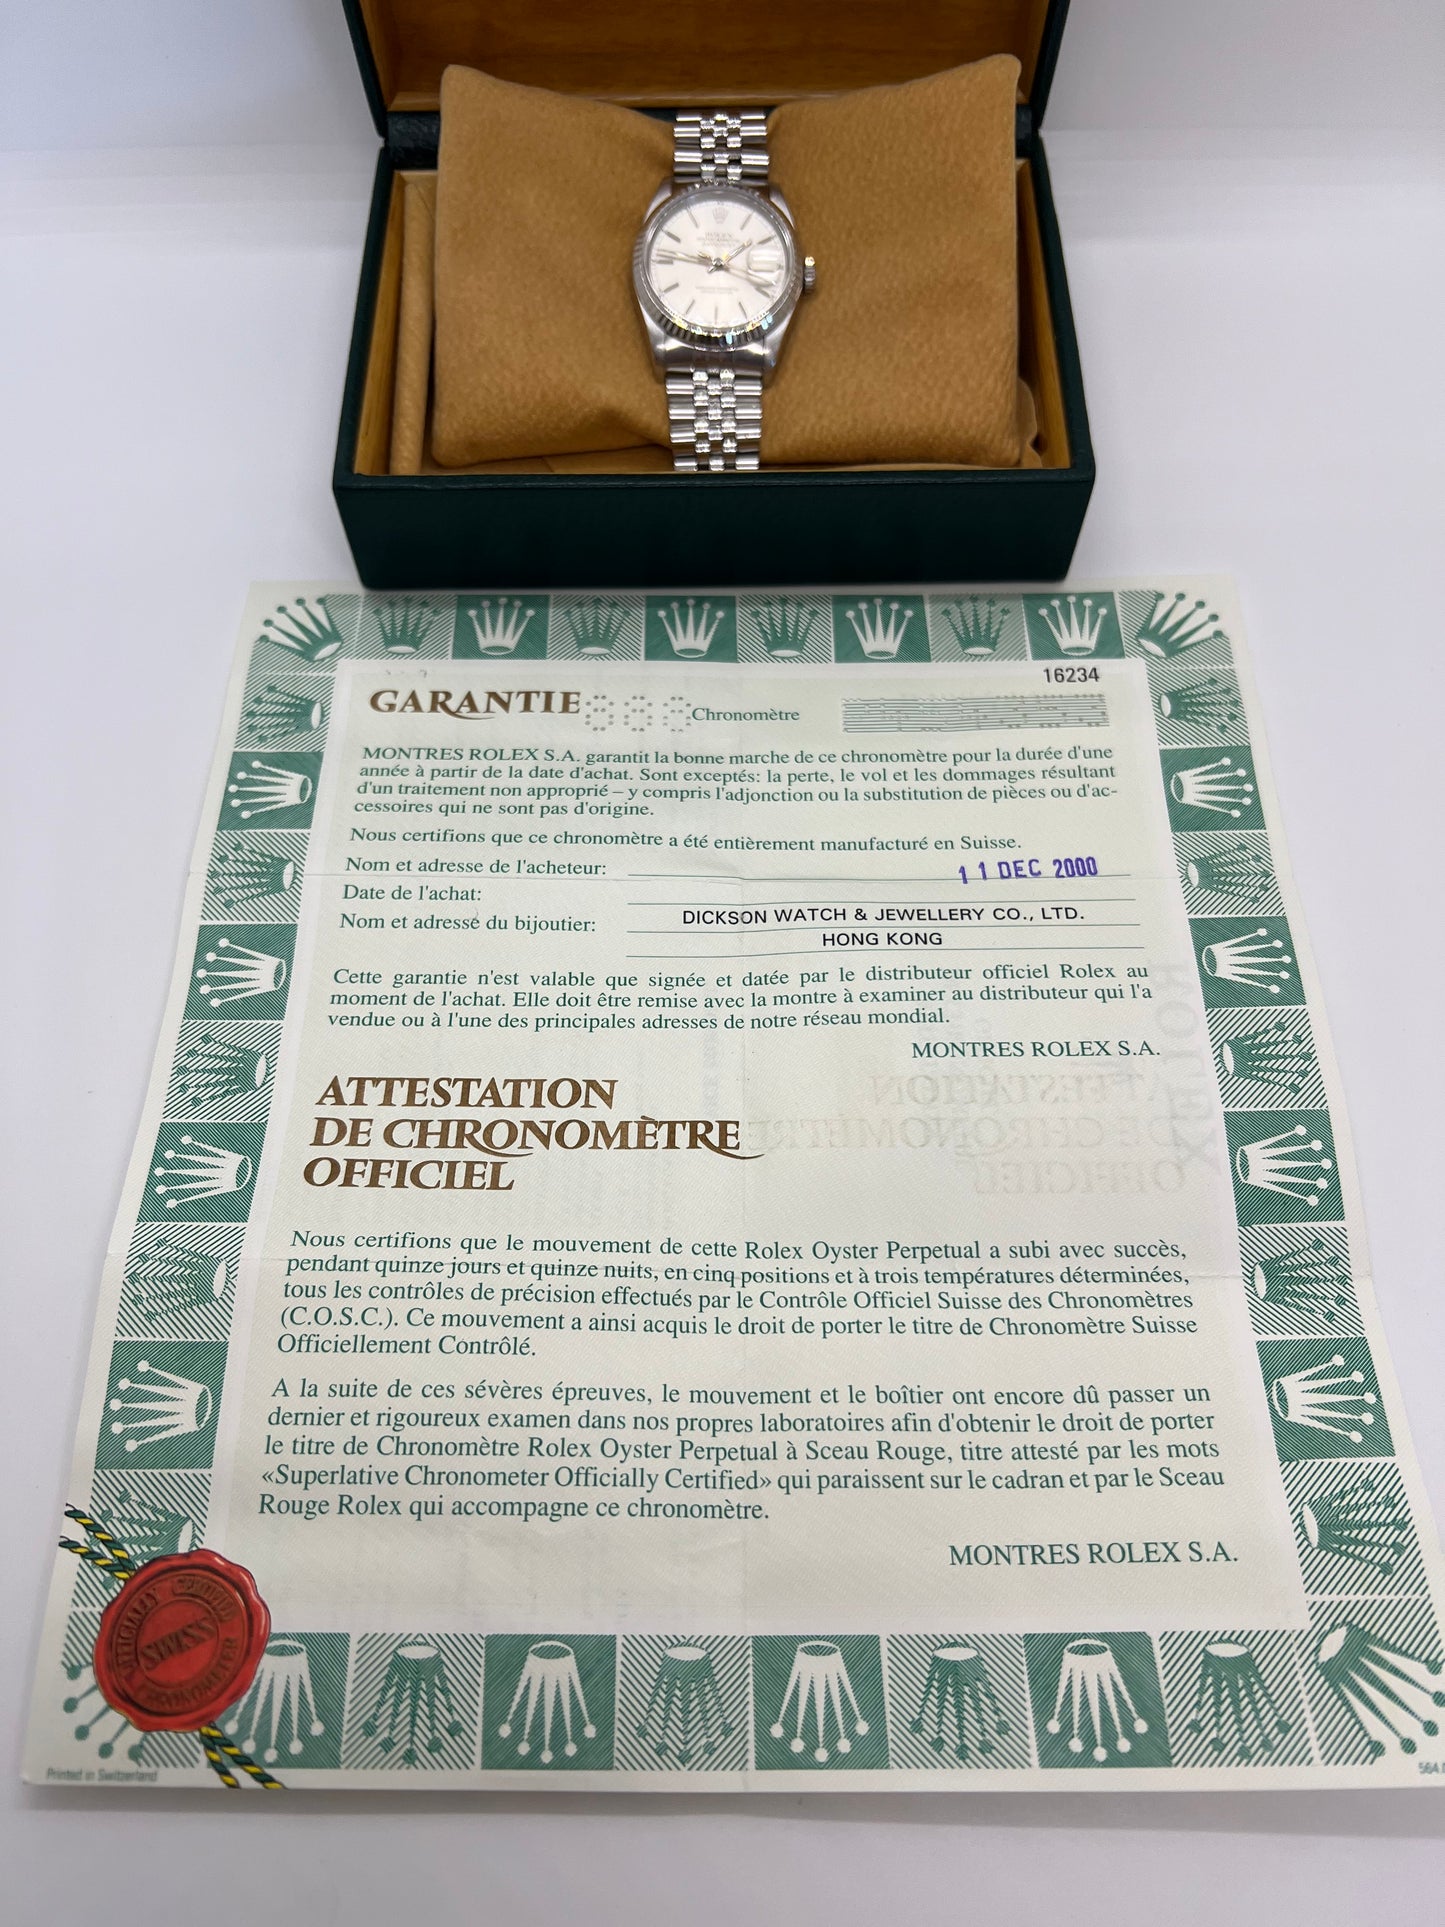 ROLEX
16234
GARANTIE Chronomètre
MONTRES ROLEX S.A. garantit la bonne marche de ce chronomètre pour la durée d'une
année à partir de la date d'achat. Sont exceptés: la perte, le vol et les dommages résultant
d'un traitement non approprié – y compris l'adjonction ou la substitution de pièces ou d'ac-
cessoires qui ne sont pas d'origine.
Nous certifions que ce chronomètre a été entièrement manufacturé en Suisse.
Nom et adresse de l'acheteur:
11 DEC 2000
Date de l'achat:
Nom et adresse du bijoutier: DICKSON WATCH & JEWELLERY CO., LTD.
HONG KONG
Cette garantie n'est valable que signée et datée par le distributeur officiel Rolex au
moment de l'achat. Elle doit être remise avec la montre à examiner au distributeur qui l'a
vendue ou à l'une des principales adresses de notre réseau mondial.
MONTRES ROLEX S.A.
ATTESTATION
DE CHRONOMÈTRE
OFFICIEL
Nous certifions que le mouvement de cette Rolex Oyster Perpetual a subi avec succès,
pendant quinze jours et quinze nuits, en cinq positions et à trois températures déterminées,
tous les contrôles de précision effectués par le Contrôle Officiel Suisse des Chronomètres
(C.O.S.C.). Ce mouvement a ainsi acquis le droit de porter le titre de Chronomètre Suisse
Officiellement Contrôlé.
A la suite de ces sévères épreuves, le mouvement et le boîtier ont encore dû passer un
dernier et rigoureux examen dans nos propres laboratoires afin d'obtenir le droit de porter
le titre de Chronomètre Rolex Oyster Perpetual à Sceau Rouge, titre attesté par les mots
«Superlative Chronometer Officially Certified» qui paraissent sur le cadran et par le Sceau
Rouge Rolex qui accompagne ce chronomètre.
MONTRES ROLEX S.A.
OFFICIALLY CERTIFIED
SWISS
CHRONOMETER
Printed in Switzerland
564.